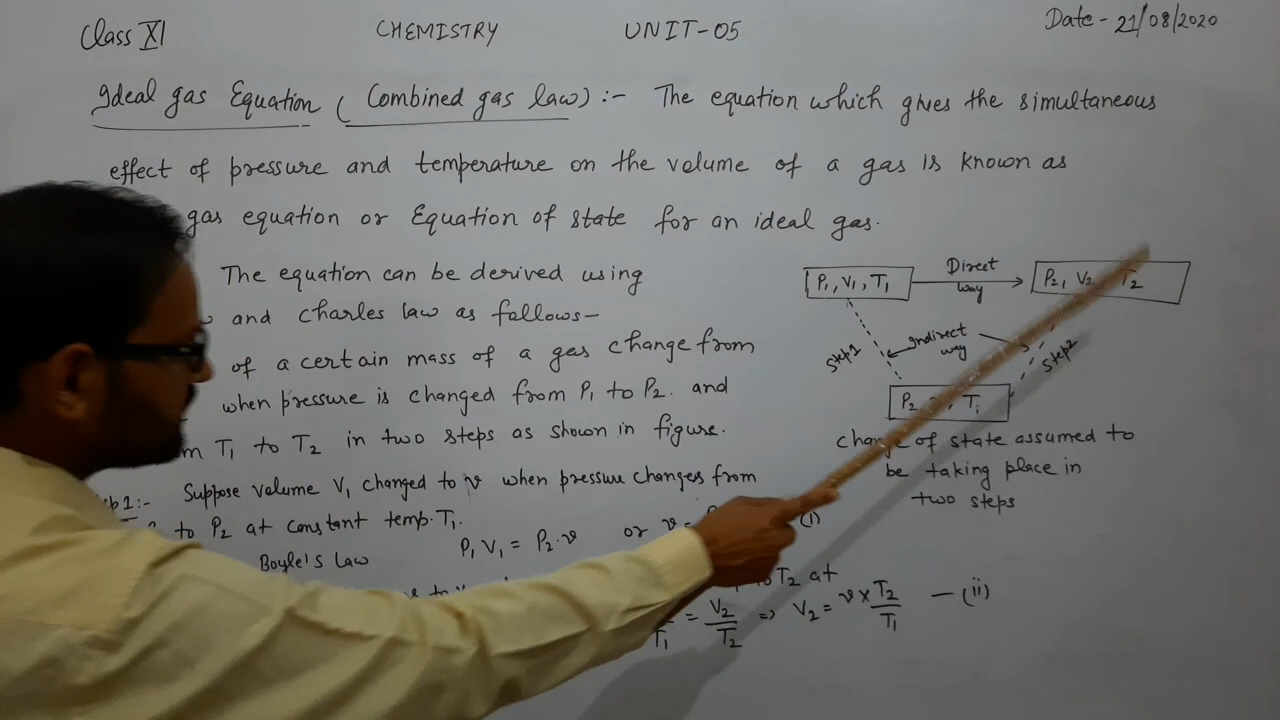 Class XI CHEMISTRY UNIT-05 Date - 21/08/2020
Ideal gas Equation (Combined gas law) :- The equation which gives the simultaneous
effect of pressure and temperature on the volume of a gas is known as
gas equation or Equation of state for an ideal gas.
The equation can be derived using
and Charles law as follows-
of a certain mass of a gas change from
when pressure is changed from P1 to P2. and
T1 to T2 in two steps as shown in figure.
1:- Suppose volume V1 changed to v when pressure changes from
to P2 at constant temp. T1.
Boyle's Law P1 V1 = P2.v or v =
(i)
T2 at
T1 = V2/T2 => V2 = v x T2/T1 — (ii)
P1, V1, T1
Direct
way
P2, V2 T2
Step1
Indirect
way
Step2
P2 T1
change of state assumed to
be taking place in
two steps